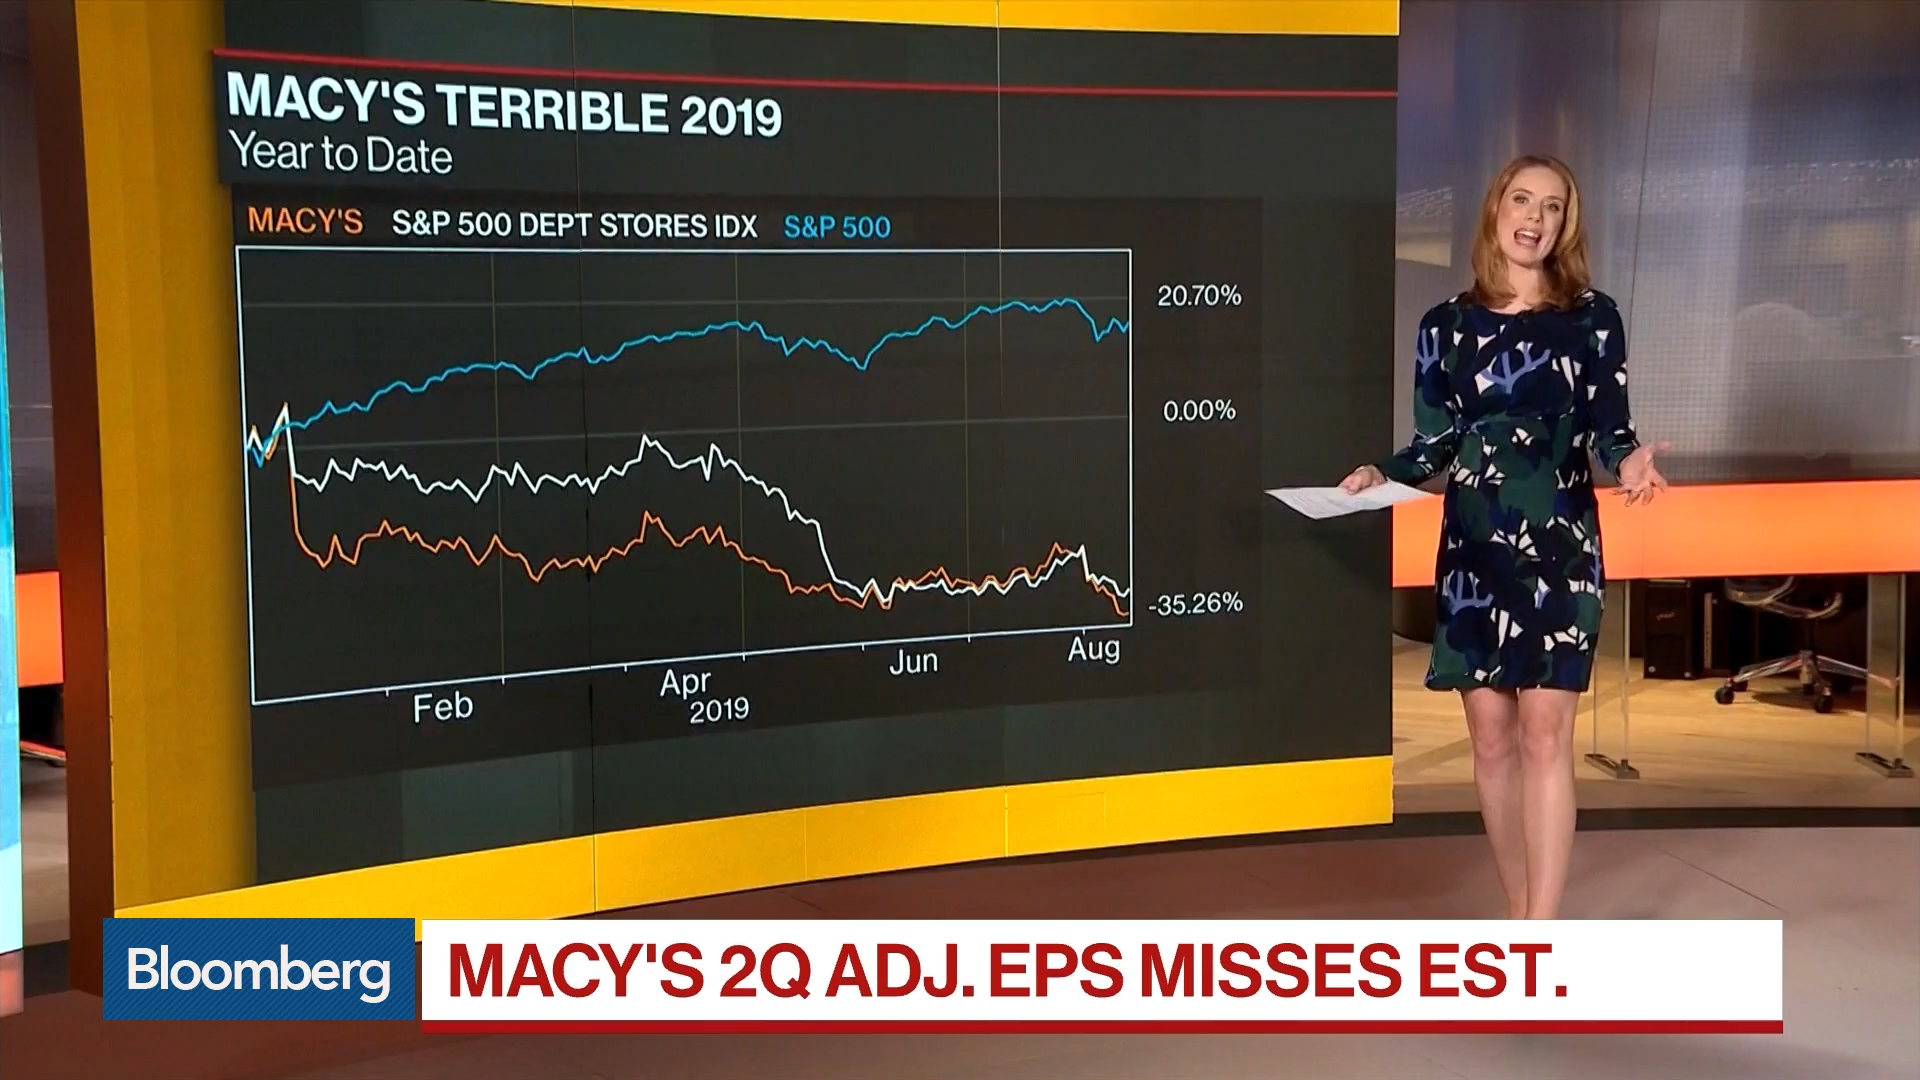 MACY'S TERRIBLE 2019
Year to Date
MACY'S S&P 500 DEPT STORES IDX S&P 500
20.70%
0.00%
-35.26%
Feb Apr Jun Aug
2019
Bloomberg
MACY'S 2Q ADJ. EPS MISSES EST.